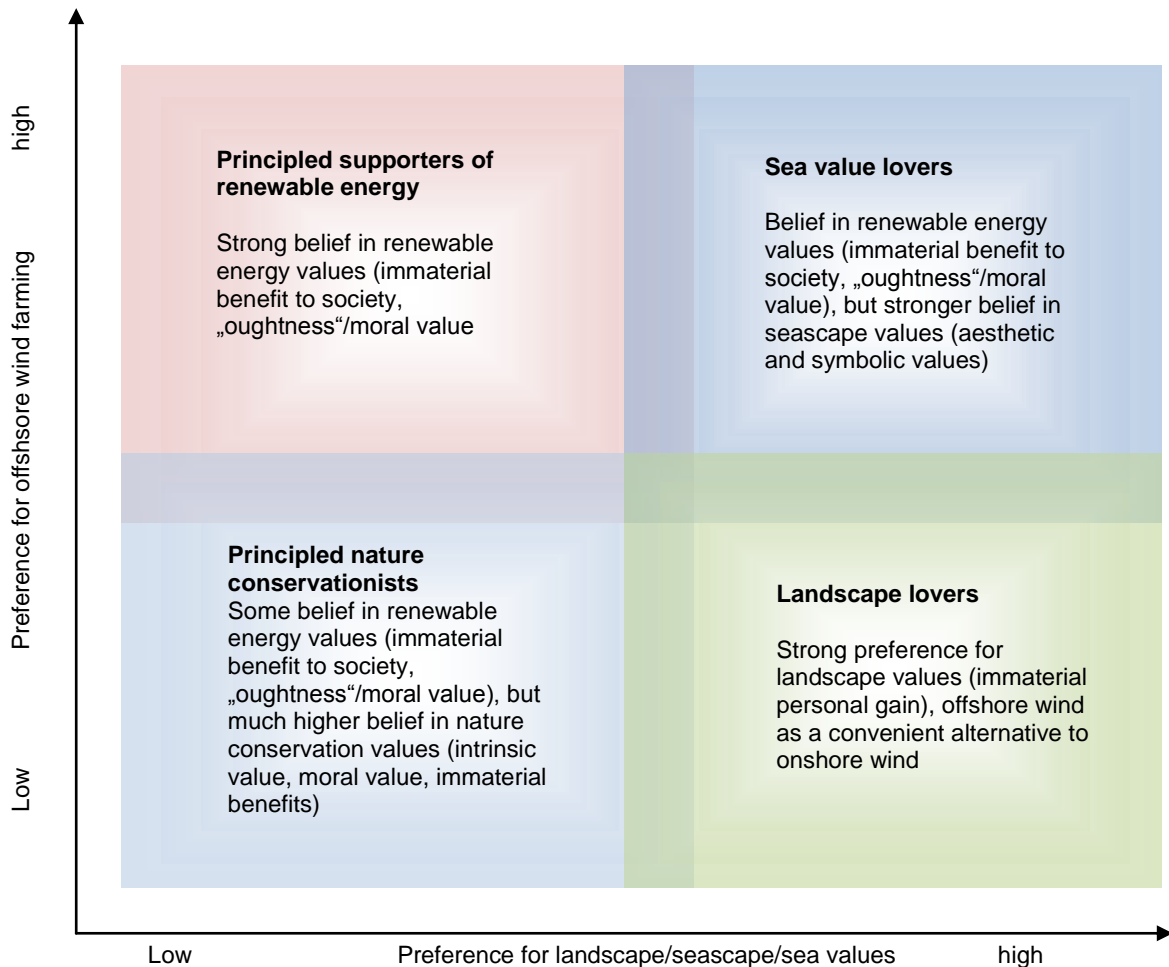 high
Preference for offshsore wind farming
Low
Principled supporters of
renewable energy
Strong belief in renewable
energy values (immaterial
benefit to society,
„oughtness“/moral value
Sea value lovers
Belief in renewable energy
values (immaterial benefit to
society, „oughtness“/moral
value), but stronger belief in
seascape values (aesthetic
and symbolic values)
Principled nature
conservationists
Some belief in renewable
energy values (immaterial
benefit to society,
„oughtness“/moral value), but
much higher belief in nature
conservation values (intrinsic
value, moral value, immaterial
benefits)
Landscape lovers
Strong preference for
landscape values (immaterial
personal gain), offshore wind
as a convenient alternative to
onshore wind
Low
Preference for landscape/seascape/sea values
high